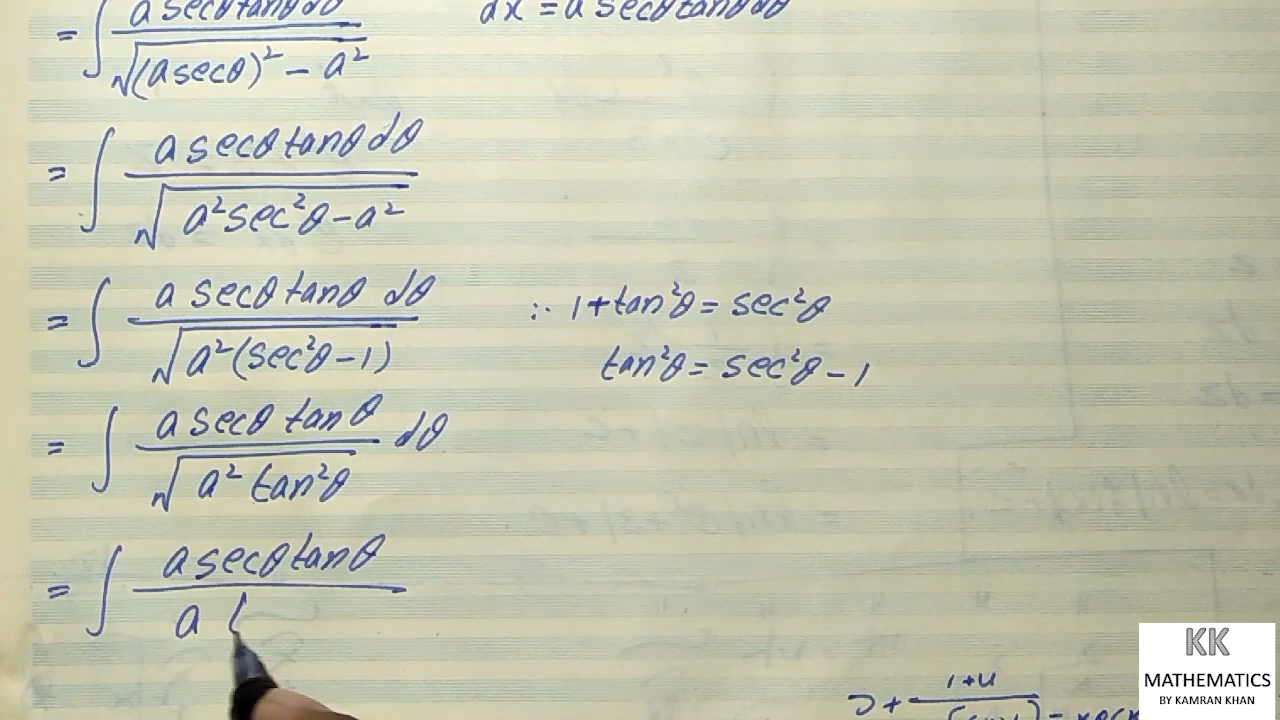 = ∫ a secθ tanθ dθ / √((a secθ)² − a²)    dx = a secθ tanθ dθ
= ∫ a secθ tanθ dθ / √(a² sec²θ − a²)
= ∫ a secθ tanθ dθ / √(a²(sec²θ − 1))    ∵ 1 + tan²θ = sec²θ
tan²θ = sec²θ − 1
= ∫ a secθ tanθ / √(a² tan²θ) dθ
= ∫ a secθ tanθ / a
1+u
KK
MATHEMATICS
BY KAMRAN KHAN